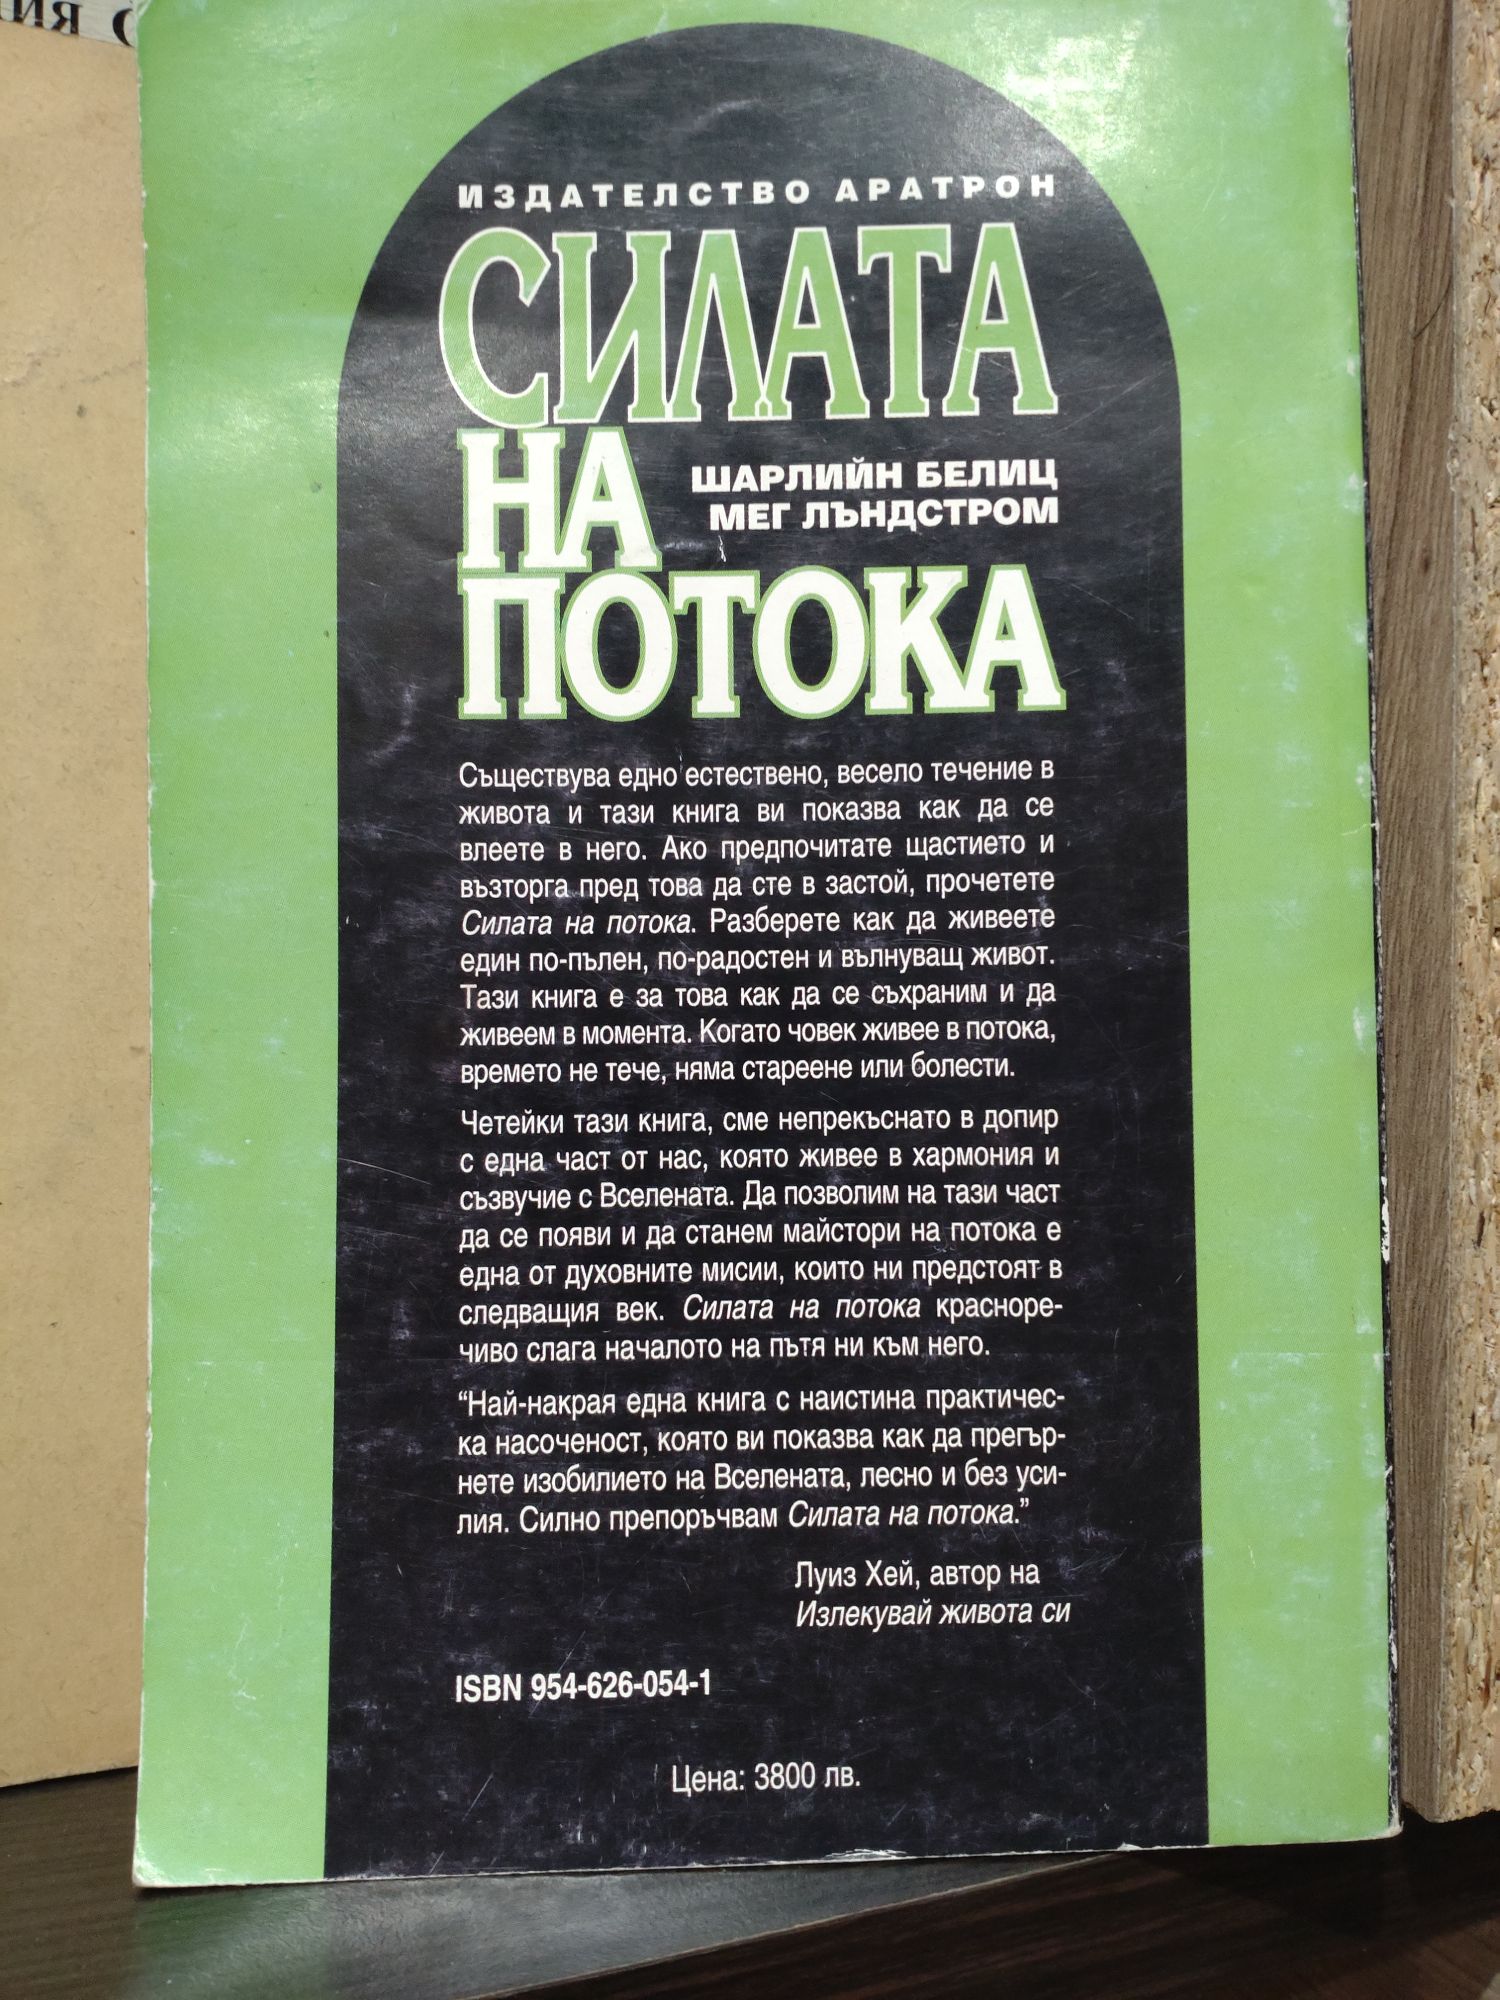 ИЗДАТЕЛСТВО АРАТРОН
СИЛАТА
НА
ШАРЛИЙН БЕЛИЦ
МЕГ ЛЪНДСТРОМ
ПОТОКА
Съществува едно естествено, весело течение в
живота и тази книга ви показва как да се
влеете в него. Ако предпочитате щастието и
възторга пред това да сте в застой, прочетете
Силата на потока. Разберете как да живеете
един по-пълен, по-радостен и вълнуващ живот.
Тази книга е за това как да се съхраним и да
живеем в момента. Когато човек живее в потока,
времето не тече, няма стареене или болести.
Четейки тази книга, сме непрекъснато в допир
с една част от нас, която живее в хармония и
съзвучие с Вселената. Да позволим на тази част
да се появи и да станем майстори на потока е
една от духовните мисии, които ни предстоят в
следващия век. Силата на потока красноре-
чиво слага началото на пътя ни към него.
“Най-накрая една книга с наистина практичес-
ка насоченост, която ви показва как да прегър-
нете изобилието на Вселената, лесно и без уси-
лия. Силно препоръчвам Силата на потока.”
Луиз Хей, автор на
Излекувай живота си
ISBN 954-626-054-1
Цена: 3800 лв.